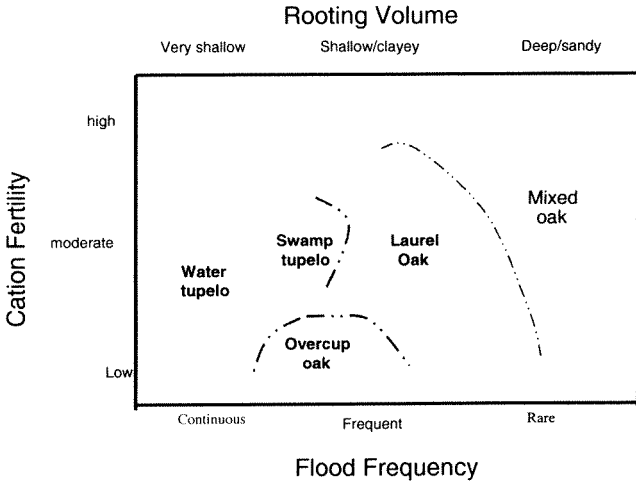 Rooting Volume
Very shallow Shallow/clayey Deep/sandy
high
Cation Fertility
moderate
Low
Mixed
oak
Swamp
tupelo
Laurel
Oak
Water
tupelo
Overcup
oak
Continuous Frequent Rare
Flood Frequency